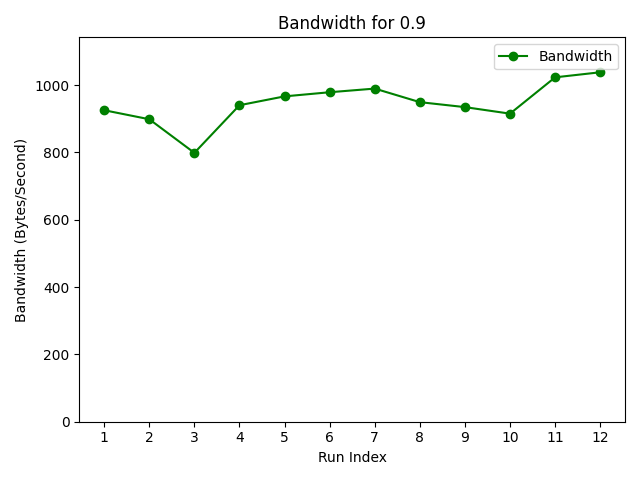 Bandwidth for 0.9
Bandwidth
Bandwidth (Bytes/Second)
1000
800
600
400
200
0
1 2 3 4 5 6 7 8 9 10 11 12
Run Index